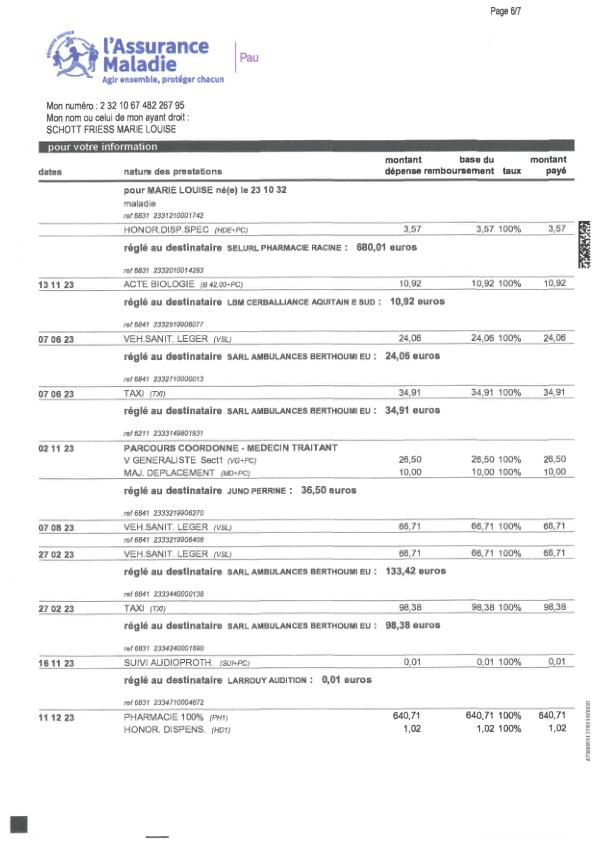 Page 6/7
SÉCURITÉ SOCIALE
l'Assurance
Maladie
Agir ensemble, protéger chacun
Pau
Mon numéro : 2 32 10 67 482 267 95
Mon nom ou celui de mon ayant droit :
SCHOTT FRIESS MARIE LOUISE
pour votre information
dates nature des prestations montant dépense base du remboursement taux montant payé
pour MARIE LOUISE né(e) le 23 10 32
maladie
ref 6831 2331210001742
HONOR.DISP.SPEC (HDE+PC) 3,57 3,57 100% 3,57
réglé au destinataire SELURL PHARMACIE RACINE : 680,01 euros
ref 6831 2332010014283
13 11 23 ACTE BIOLOGIE (B 42,00+PC) 10,92 10,92 100% 10,92
réglé au destinataire LBM CERBALLIANCE AQUITAIN E SUD : 10,92 euros
ref 6841 2332519906077
07 06 23 VEH.SANIT. LEGER (VSL) 24,06 24,06 100% 24,06
réglé au destinataire SARL AMBULANCES BERTHOUMI EU : 24,06 euros
ref 6841 2332710000013
07 06 23 TAXI (TXI) 34,91 34,91 100% 34,91
réglé au destinataire SARL AMBULANCES BERTHOUMI EU : 34,91 euros
ref 6211 2333149801931
02 11 23 PARCOURS COORDONNE - MEDECIN TRAITANT
V GENERALISTE Sect1 (VG+PC) 26,50 26,50 100% 26,50
MAJ. DEPLACEMENT (MD+PC) 10,00 10,00 100% 10,00
réglé au destinataire JUNO PERRINE : 36,50 euros
ref 6841 2333219906270
07 08 23 VEH.SANIT. LEGER (VSL) 66,71 66,71 100% 66,71
ref 6841 2333219906408
27 02 23 VEH.SANIT. LEGER (VSL) 66,71 66,71 100% 66,71
réglé au destinataire SARL AMBULANCES BERTHOUMI EU : 133,42 euros
ref 6841 2333440000138
27 02 23 TAXI (TXI) 98,38 98,38 100% 98,38
réglé au destinataire SARL AMBULANCES BERTHOUMI EU : 98,38 euros
ref 6231 2334240001690
16 11 23 SUIVI AUDIOPROTH. (SUI+PC) 0,01 0,01 100% 0,01
réglé au destinataire LARROUY AUDITION : 0,01 euros
ref 6831 2334710004672
11 12 23 PHARMACIE 100% (PH1) 640,71 640,71 100% 640,71
HONOR. DISPENS. (HD1) 1,02 1,02 100% 1,02